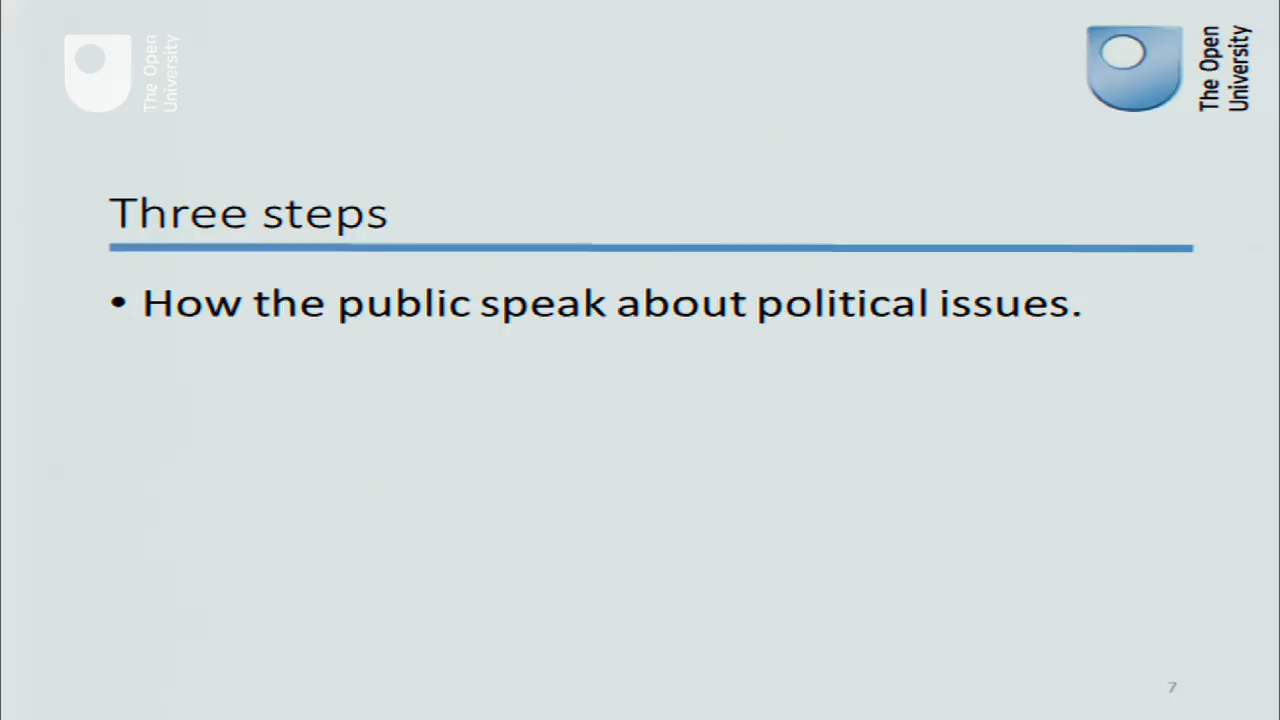 The Open
University
The Open
University
Three steps
• How the public speak about political issues.
7